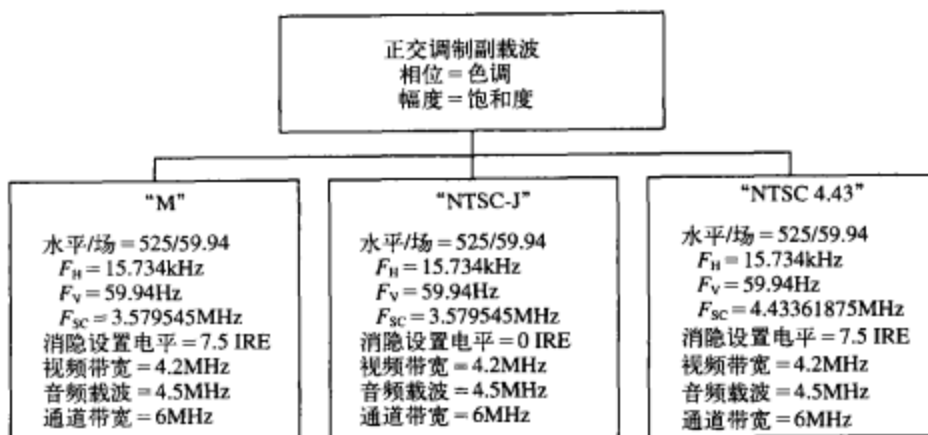 正交调制副载波
相位=色调
幅度=饱和度
“M”
水平/场=525/59.94
F_H=15.734kHz
F_V=59.94Hz
F_SC=3.579545MHz
消隐设置电平=7.5 IRE
视频带宽=4.2MHz
音频载波=4.5MHz
通道带宽=6MHz
“NTSC-J”
水平/场=525/59.94
F_H=15.734kHz
F_V=59.94Hz
F_SC=3.579545MHz
消隐设置电平=0 IRE
视频带宽=4.2MHz
音频载波=4.5MHz
通道带宽=6MHz
“NTSC 4.43”
水平/场=525/59.94
F_H=15.734kHz
F_V=59.94Hz
F_SC=4.43361875MHz
消隐设置电平=7.5 IRE
视频带宽=4.2MHz
音频载波=4.5MHz
通道带宽=6MHz